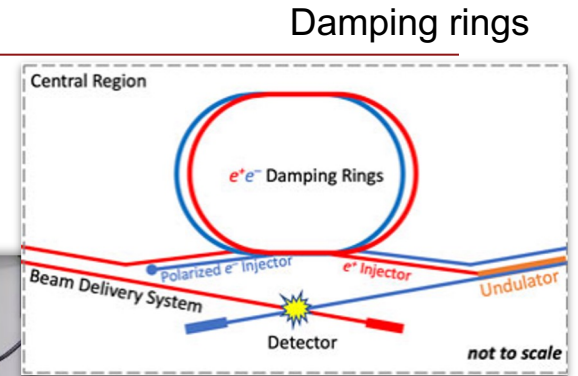 Damping rings
Central Region
e⁺e⁻ Damping Rings
Polarized e⁻ Injector
e⁺ Injector
Beam Delivery System
Undulator
Detector
not to scale